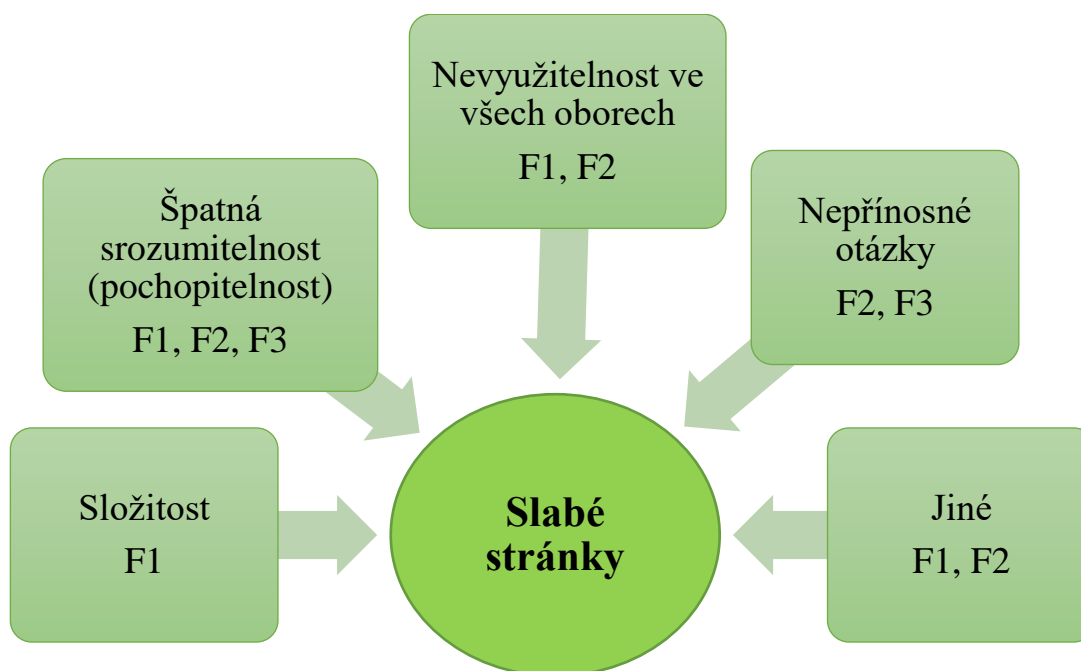 Nevyužitelnost ve
všech oborech
F1, F2
Špatná
srozumitelnost
(pochopitelnost)
F1, F2, F3
Nepřínosné
otázky
F2, F3
Složitost
F1
Slabé
stránky
Jiné
F1, F2